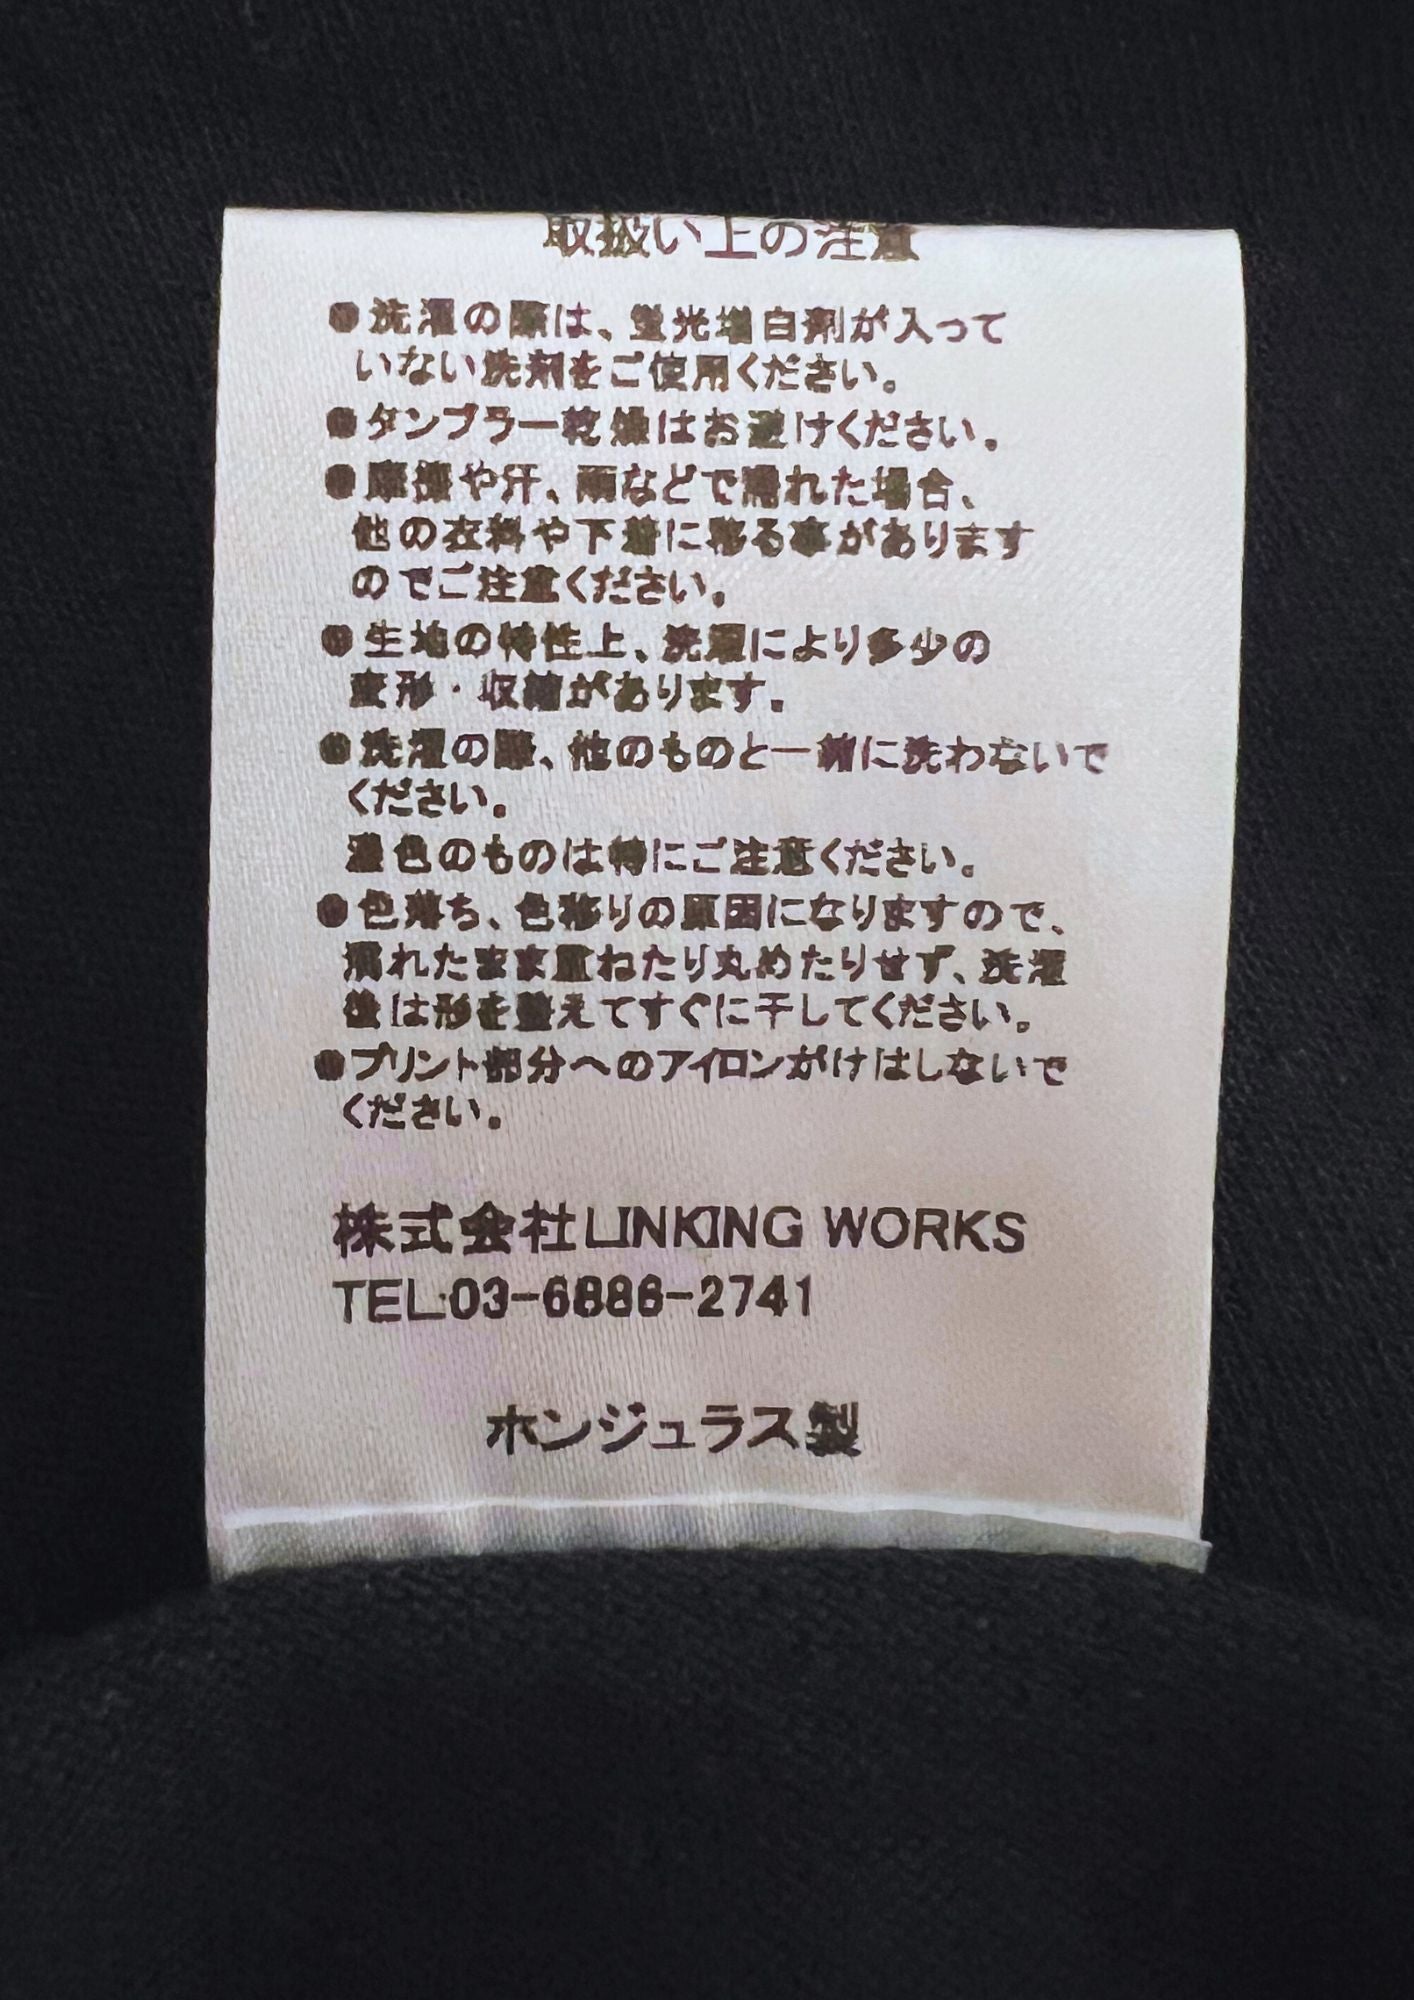 取扱い上の注意
●洗濯の際は、蛍光増白剤が入って
いない洗剤をご使用ください。
●タンブラー乾燥はお避けください。
●摩擦や汗、雨などで濡れた場合、
他の衣料や下着に移る事があります
のでご注意ください。
●生地の特性上、洗濯により多少の
変形・収縮があります。
●洗濯の際、他のものと一緒に洗わないで
ください。
濃色のものは特にご注意ください。
●色落ち、色移りの原因になりますので、
濡れたまま重ねたり丸めたりせず、洗濯
後は形を整えてすぐに干してください。
●プリント部分へのアイロンがけはしないで
ください。
株式会社LINKING WORKS
TEL:03-6886-2741
ホンジュラス製